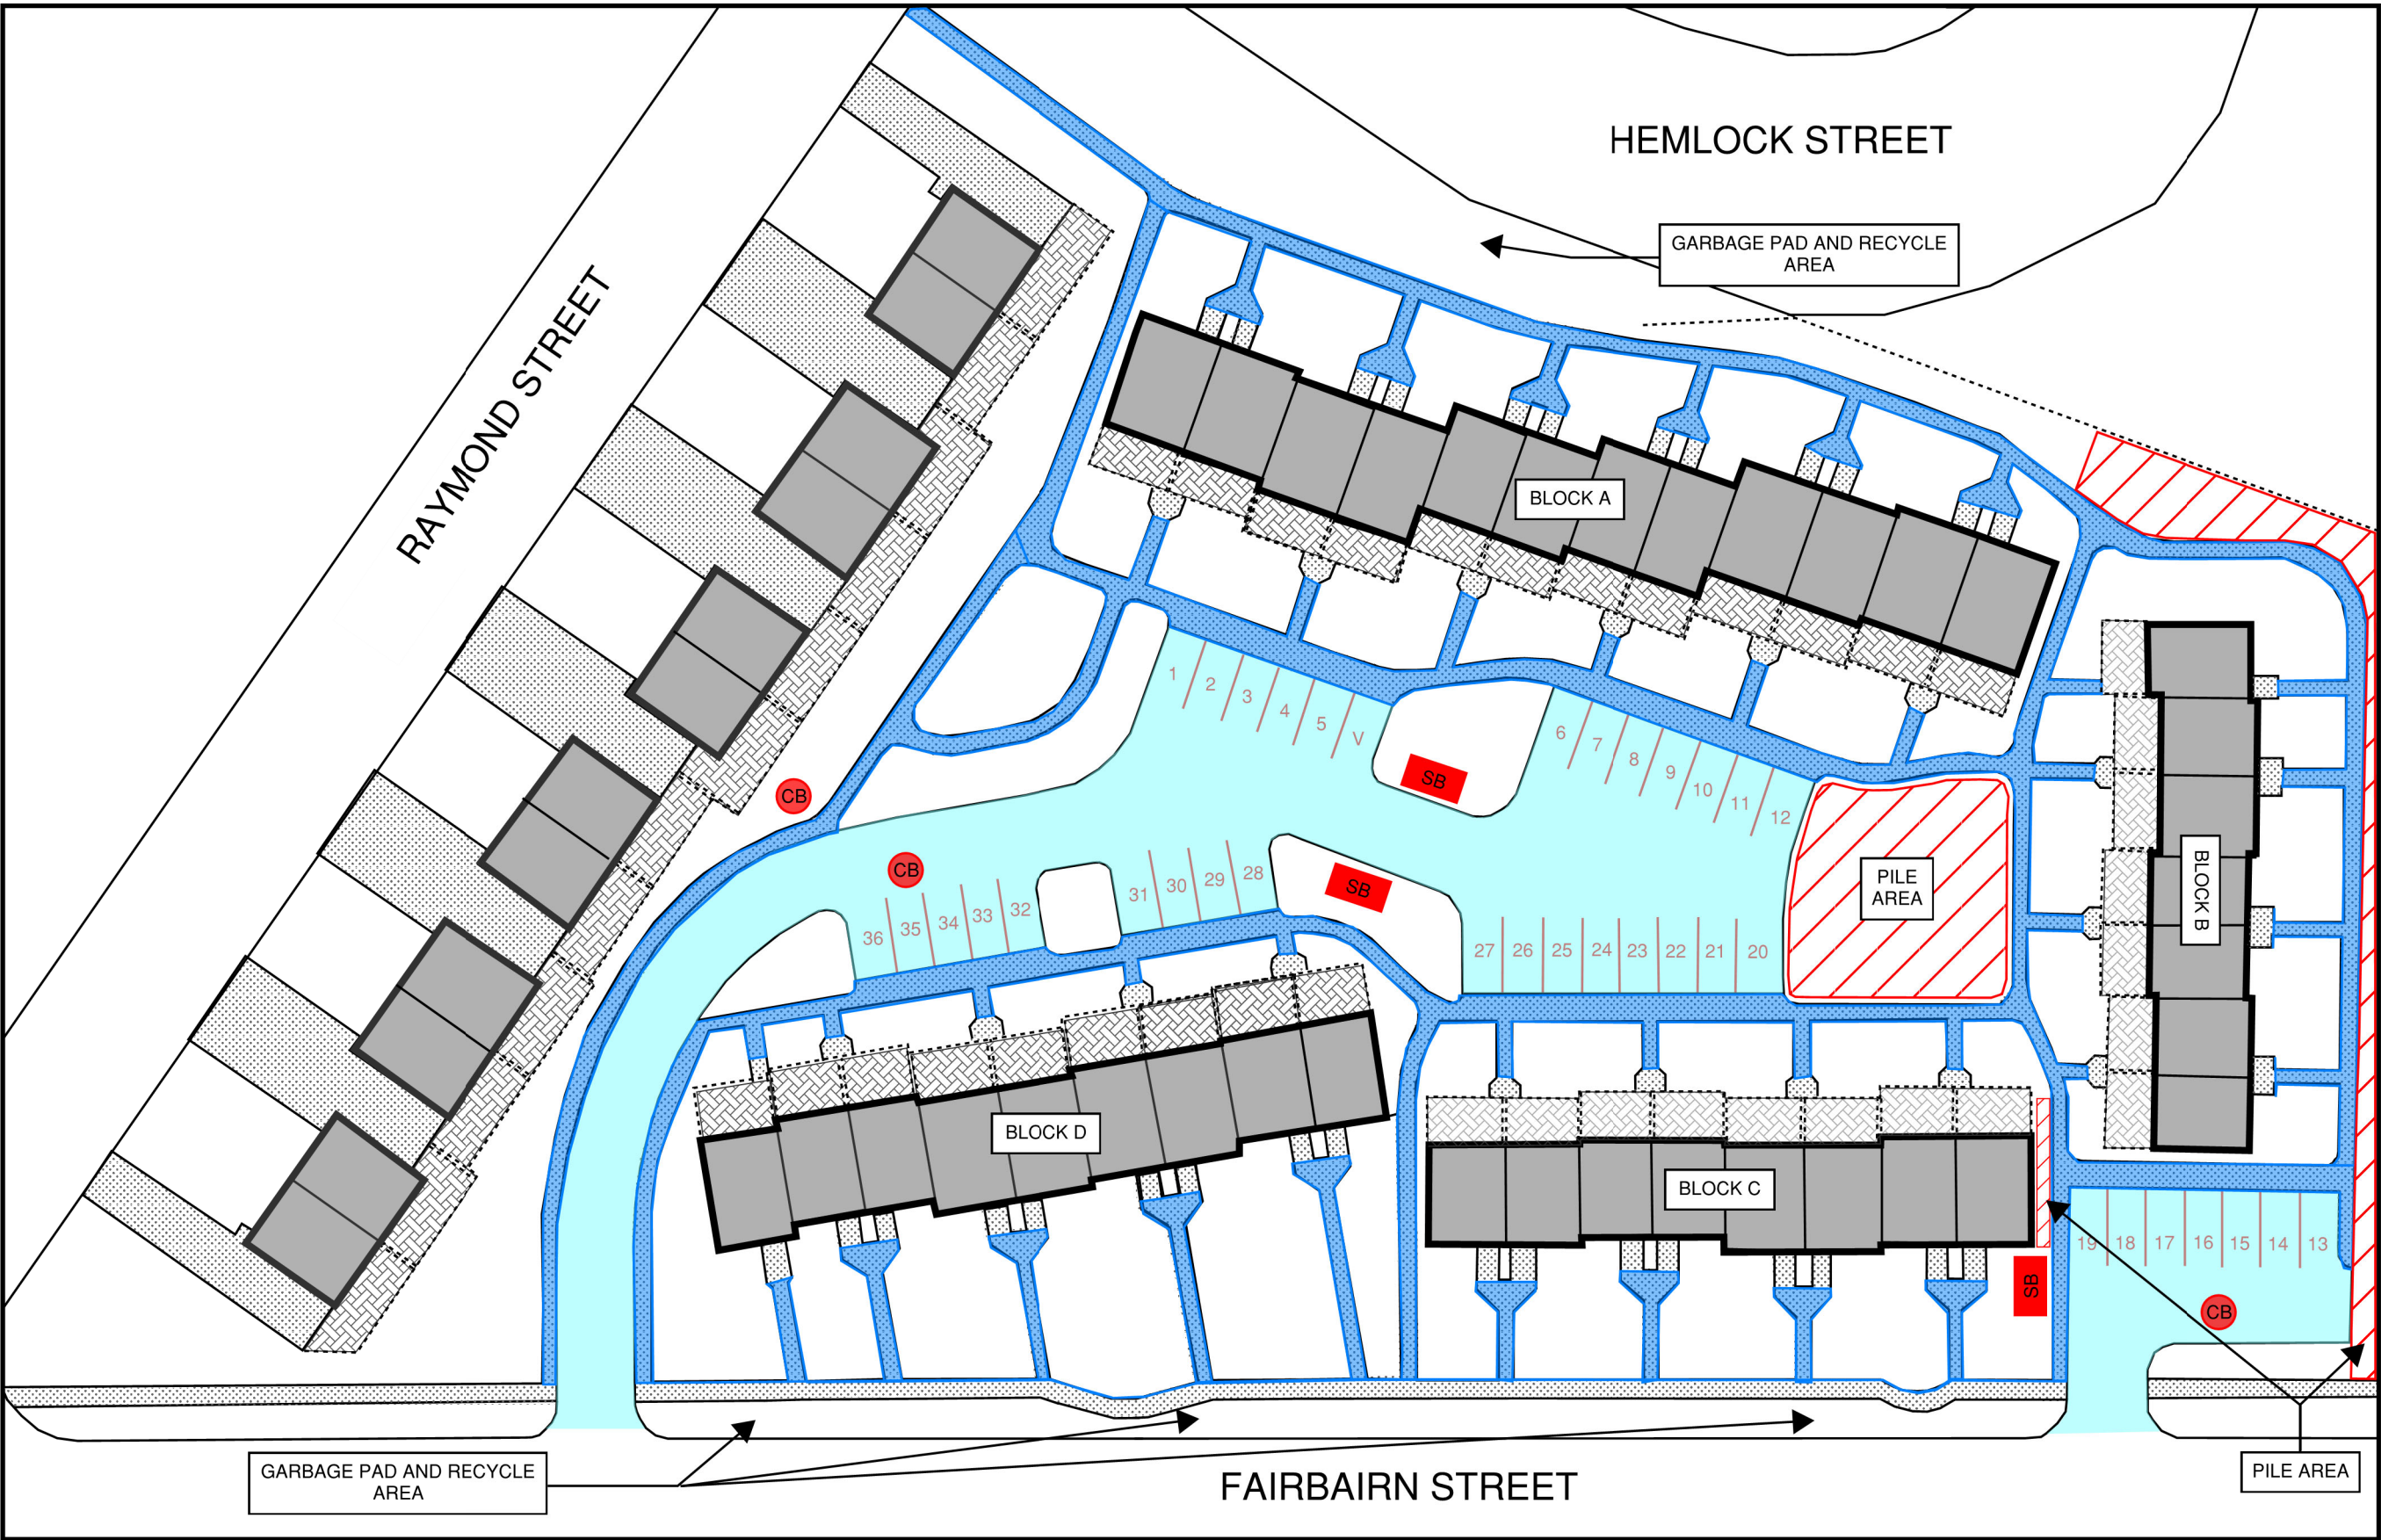 HEMLOCK STREET
GARBAGE PAD AND RECYCLE
AREA
RAYMOND STREET
BLOCK A
1
2
3
4
5
V
SB
6
7
8
9
10
11
12
CB
CB
36
35
34
33
32
31
30
29
28
SB
27
26
25
24
23
22
21
20
PILE
AREA
BLOCK B
BLOCK D
BLOCK C
SB
19
18
17
16
15
14
13
CB
GARBAGE PAD AND RECYCLE
AREA
FAIRBAIRN STREET
PILE AREA